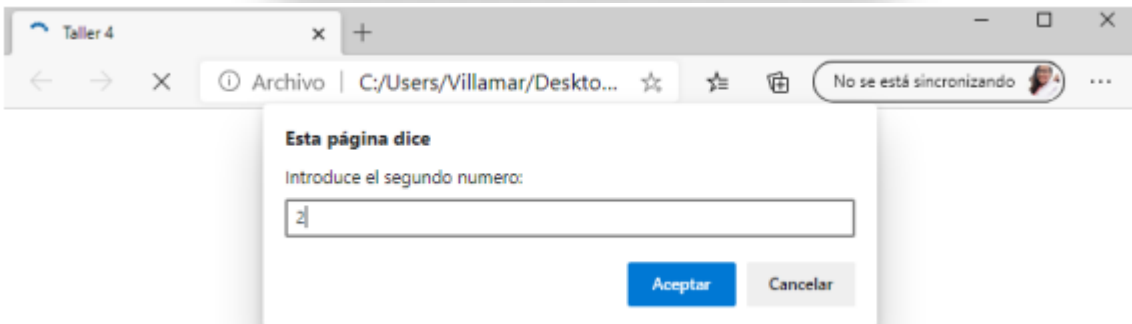 Taller 4
Archivo | C:/Users/Villamar/Deskto... No se está sincronizando
Esta página dice
Introduce el segundo numero:
2
Aceptar Cancelar